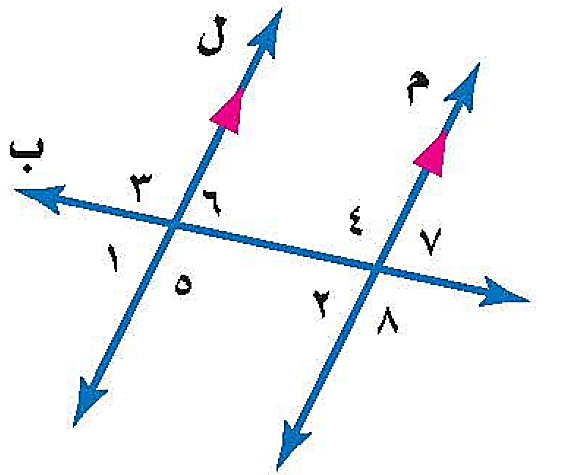 ل
م
ب
٣
٦
٤
٧
١
٥
٢
٨